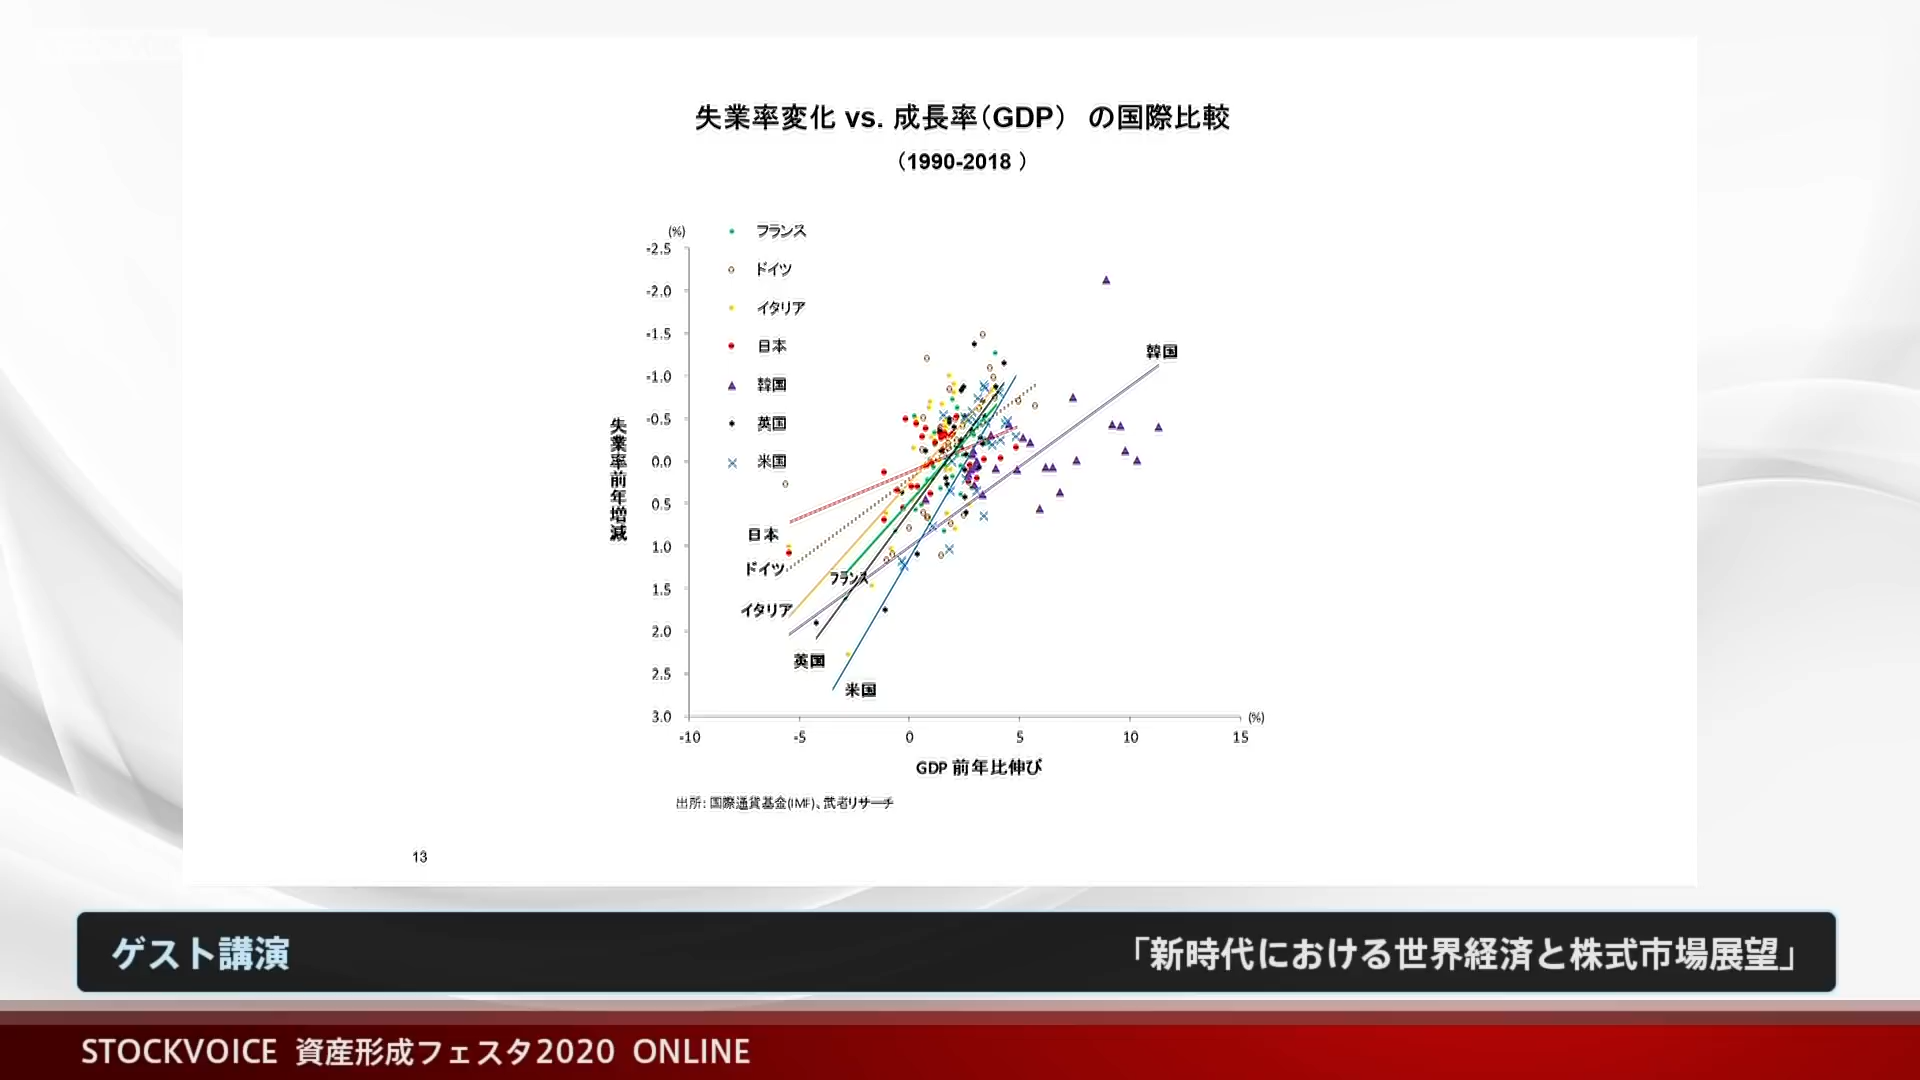 失業率変化 vs. 成長率（GDP） の国際比較
（1990-2018 ）
(%)
フランス
ドイツ
イタリア
日本
韓国
英国
米国
-2.5
-2.0
-1.5
-1.0
-0.5
0.0
0.5
1.0
1.5
2.0
2.5
3.0
失業率前年増減
韓国
日本
ドイツ
フランス
イタリア
英国
米国
-10 -5 0 5 10 15 (%)
GDP 前年比伸び
出所：国際通貨基金(IMF)、武者リサーチ
13
ゲスト講演
「新時代における世界経済と株式市場展望」
STOCKVOICE 資産形成フェスタ2020 ONLINE